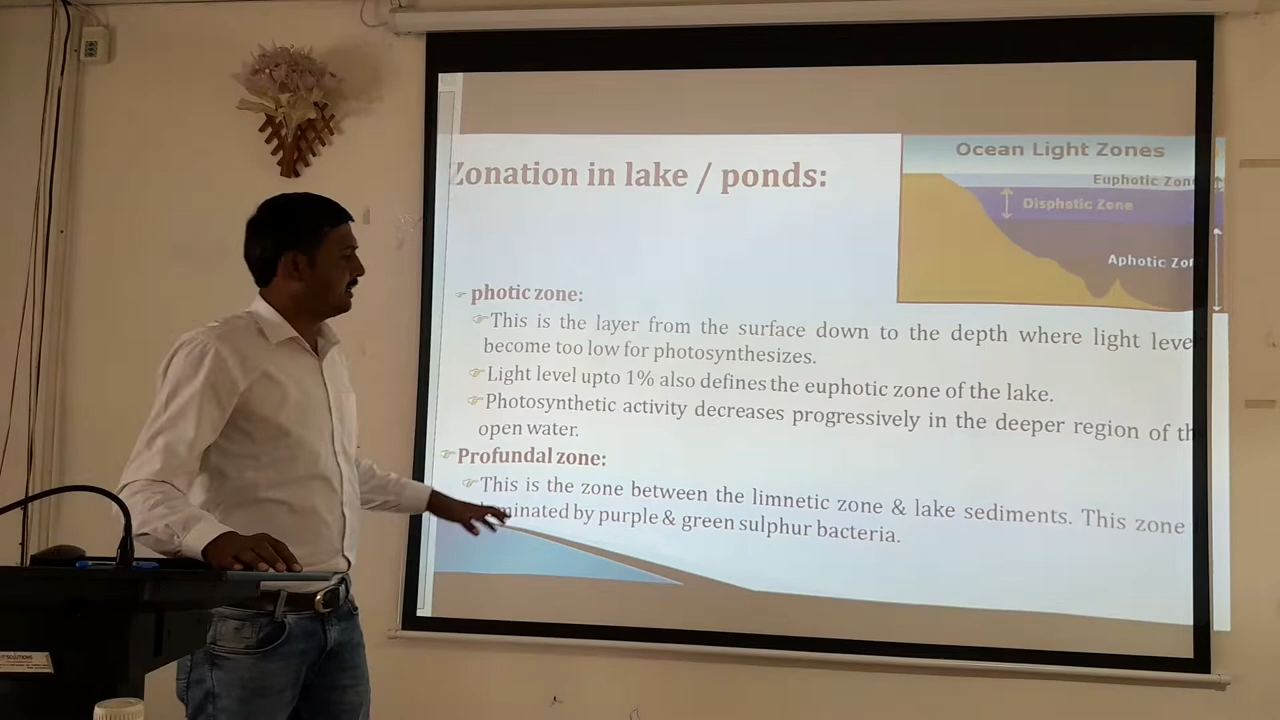 Zonation in lake / ponds:
Ocean Light Zones
Euphotic Zon
Disphotic Zone
Aphotic Zo
photic zone:
This is the layer from the surface down to the depth where light leve
become too low for photosynthesizes.
Light level upto 1% also defines the euphotic zone of the lake.
Photosynthetic activity decreases progressively in the deeper region of th
open water.
Profundal zone:
This is the zone between the limnetic zone & lake sediments. This zone
by purple & green sulphur bacteria.